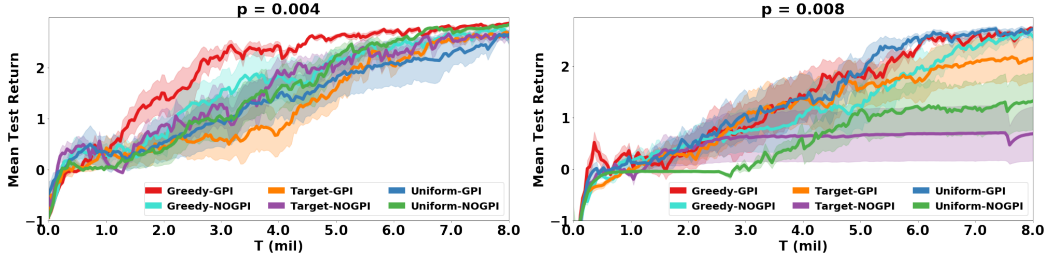 p = 0.004
Mean Test Return
2
1
0
−1
0.0 1.0 2.0 3.0 4.0 5.0 6.0 7.0 8.0
T (mil)
Greedy-GPI Target-GPI Uniform-GPI
Greedy-NOGPI Target-NOGPI Uniform-NOGPI
p = 0.008
Mean Test Return
2
1
0
−1
0.0 1.0 2.0 3.0 4.0 5.0 6.0 7.0 8.0
T (mil)
Greedy-GPI Target-GPI Uniform-GPI
Greedy-NOGPI Target-NOGPI Uniform-NOGPI